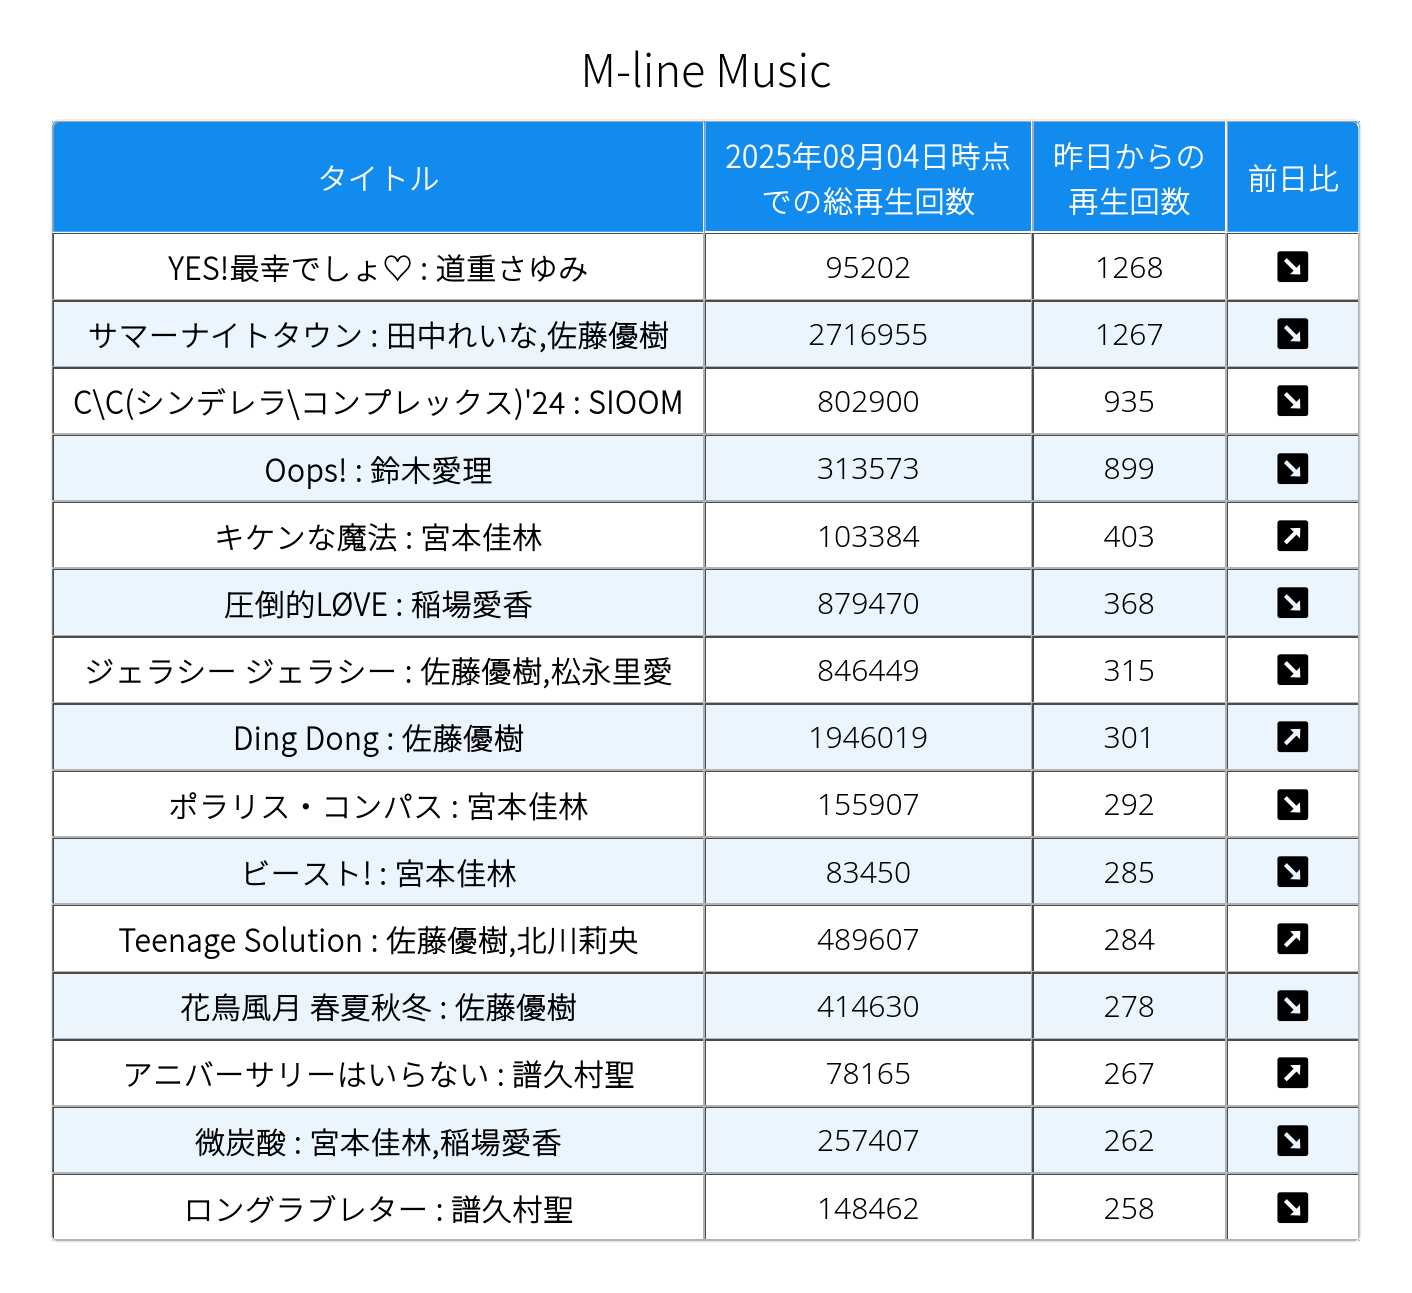 M-line Music
タイトル
2025年08月04日時点
での総再生回数
昨日からの
再生回数
前日比
YES!最幸でしょ♡ : 道重さゆみ 95202 1268 ↘
サマーナイトタウン : 田中れいな,佐藤優樹 2716955 1267 ↘
C\C(シンデレラ\コンプレックス)'24 : SIOOM 802900 935 ↘
Oops! : 鈴木愛理 313573 899 ↘
キケンな魔法 : 宮本佳林 103384 403 ↗
圧倒的LØVE : 稲場愛香 879470 368 ↘
ジェラシー ジェラシー : 佐藤優樹,松永里愛 846449 315 ↘
Ding Dong : 佐藤優樹 1946019 301 ↗
ポラリス・コンパス : 宮本佳林 155907 292 ↘
ビースト! : 宮本佳林 83450 285 ↘
Teenage Solution : 佐藤優樹,北川莉央 489607 284 ↗
花鳥風月 春夏秋冬 : 佐藤優樹 414630 278 ↘
アニバーサリーはいらない : 譜久村聖 78165 267 ↗
微炭酸 : 宮本佳林,稲場愛香 257407 262 ↘
ロングラブレター : 譜久村聖 148462 258 ↘